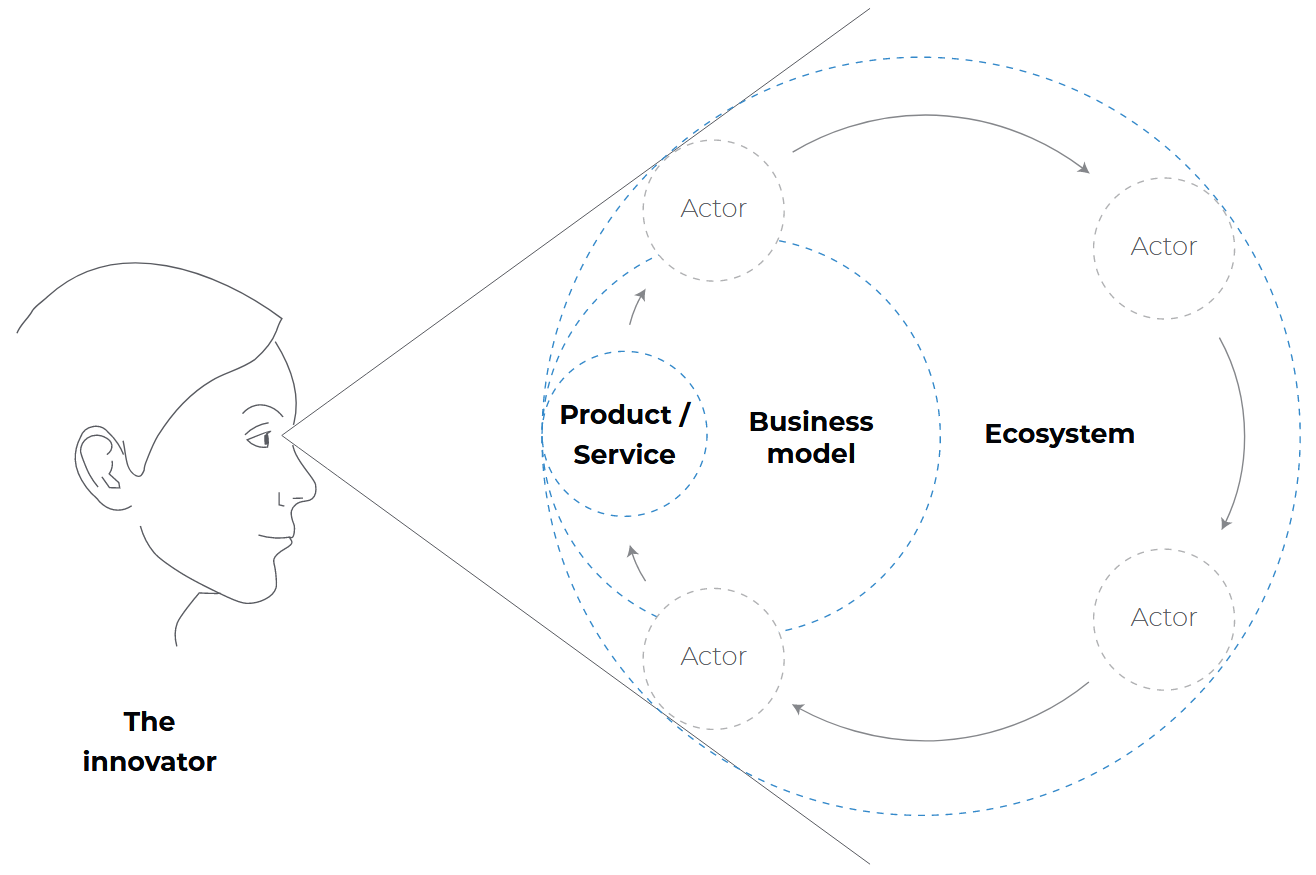 Actor
Actor
Product /
Service
Business
model
Ecosystem
Actor
Actor
The
innovator